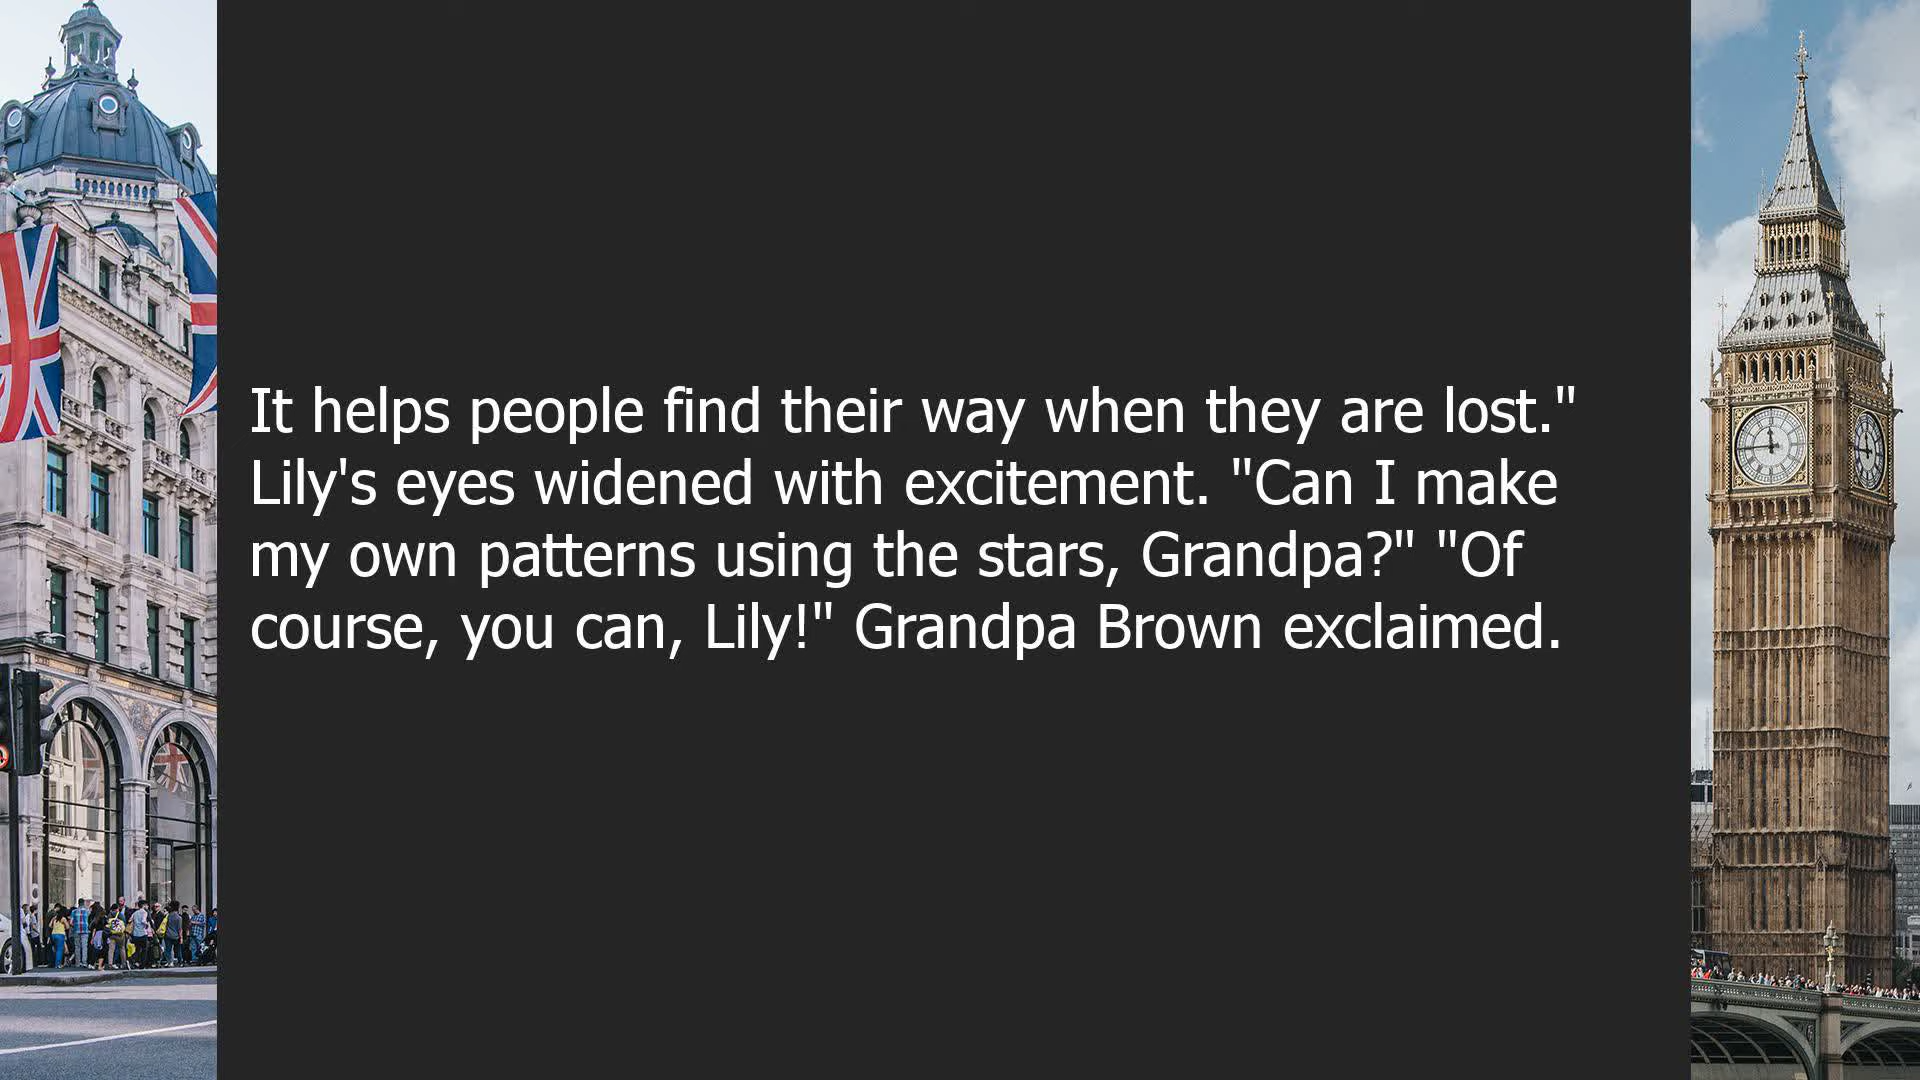 It helps people find their way when they are lost."
Lily's eyes widened with excitement. "Can I make
my own patterns using the stars, Grandpa?" "Of
course, you can, Lily!" Grandpa Brown exclaimed.